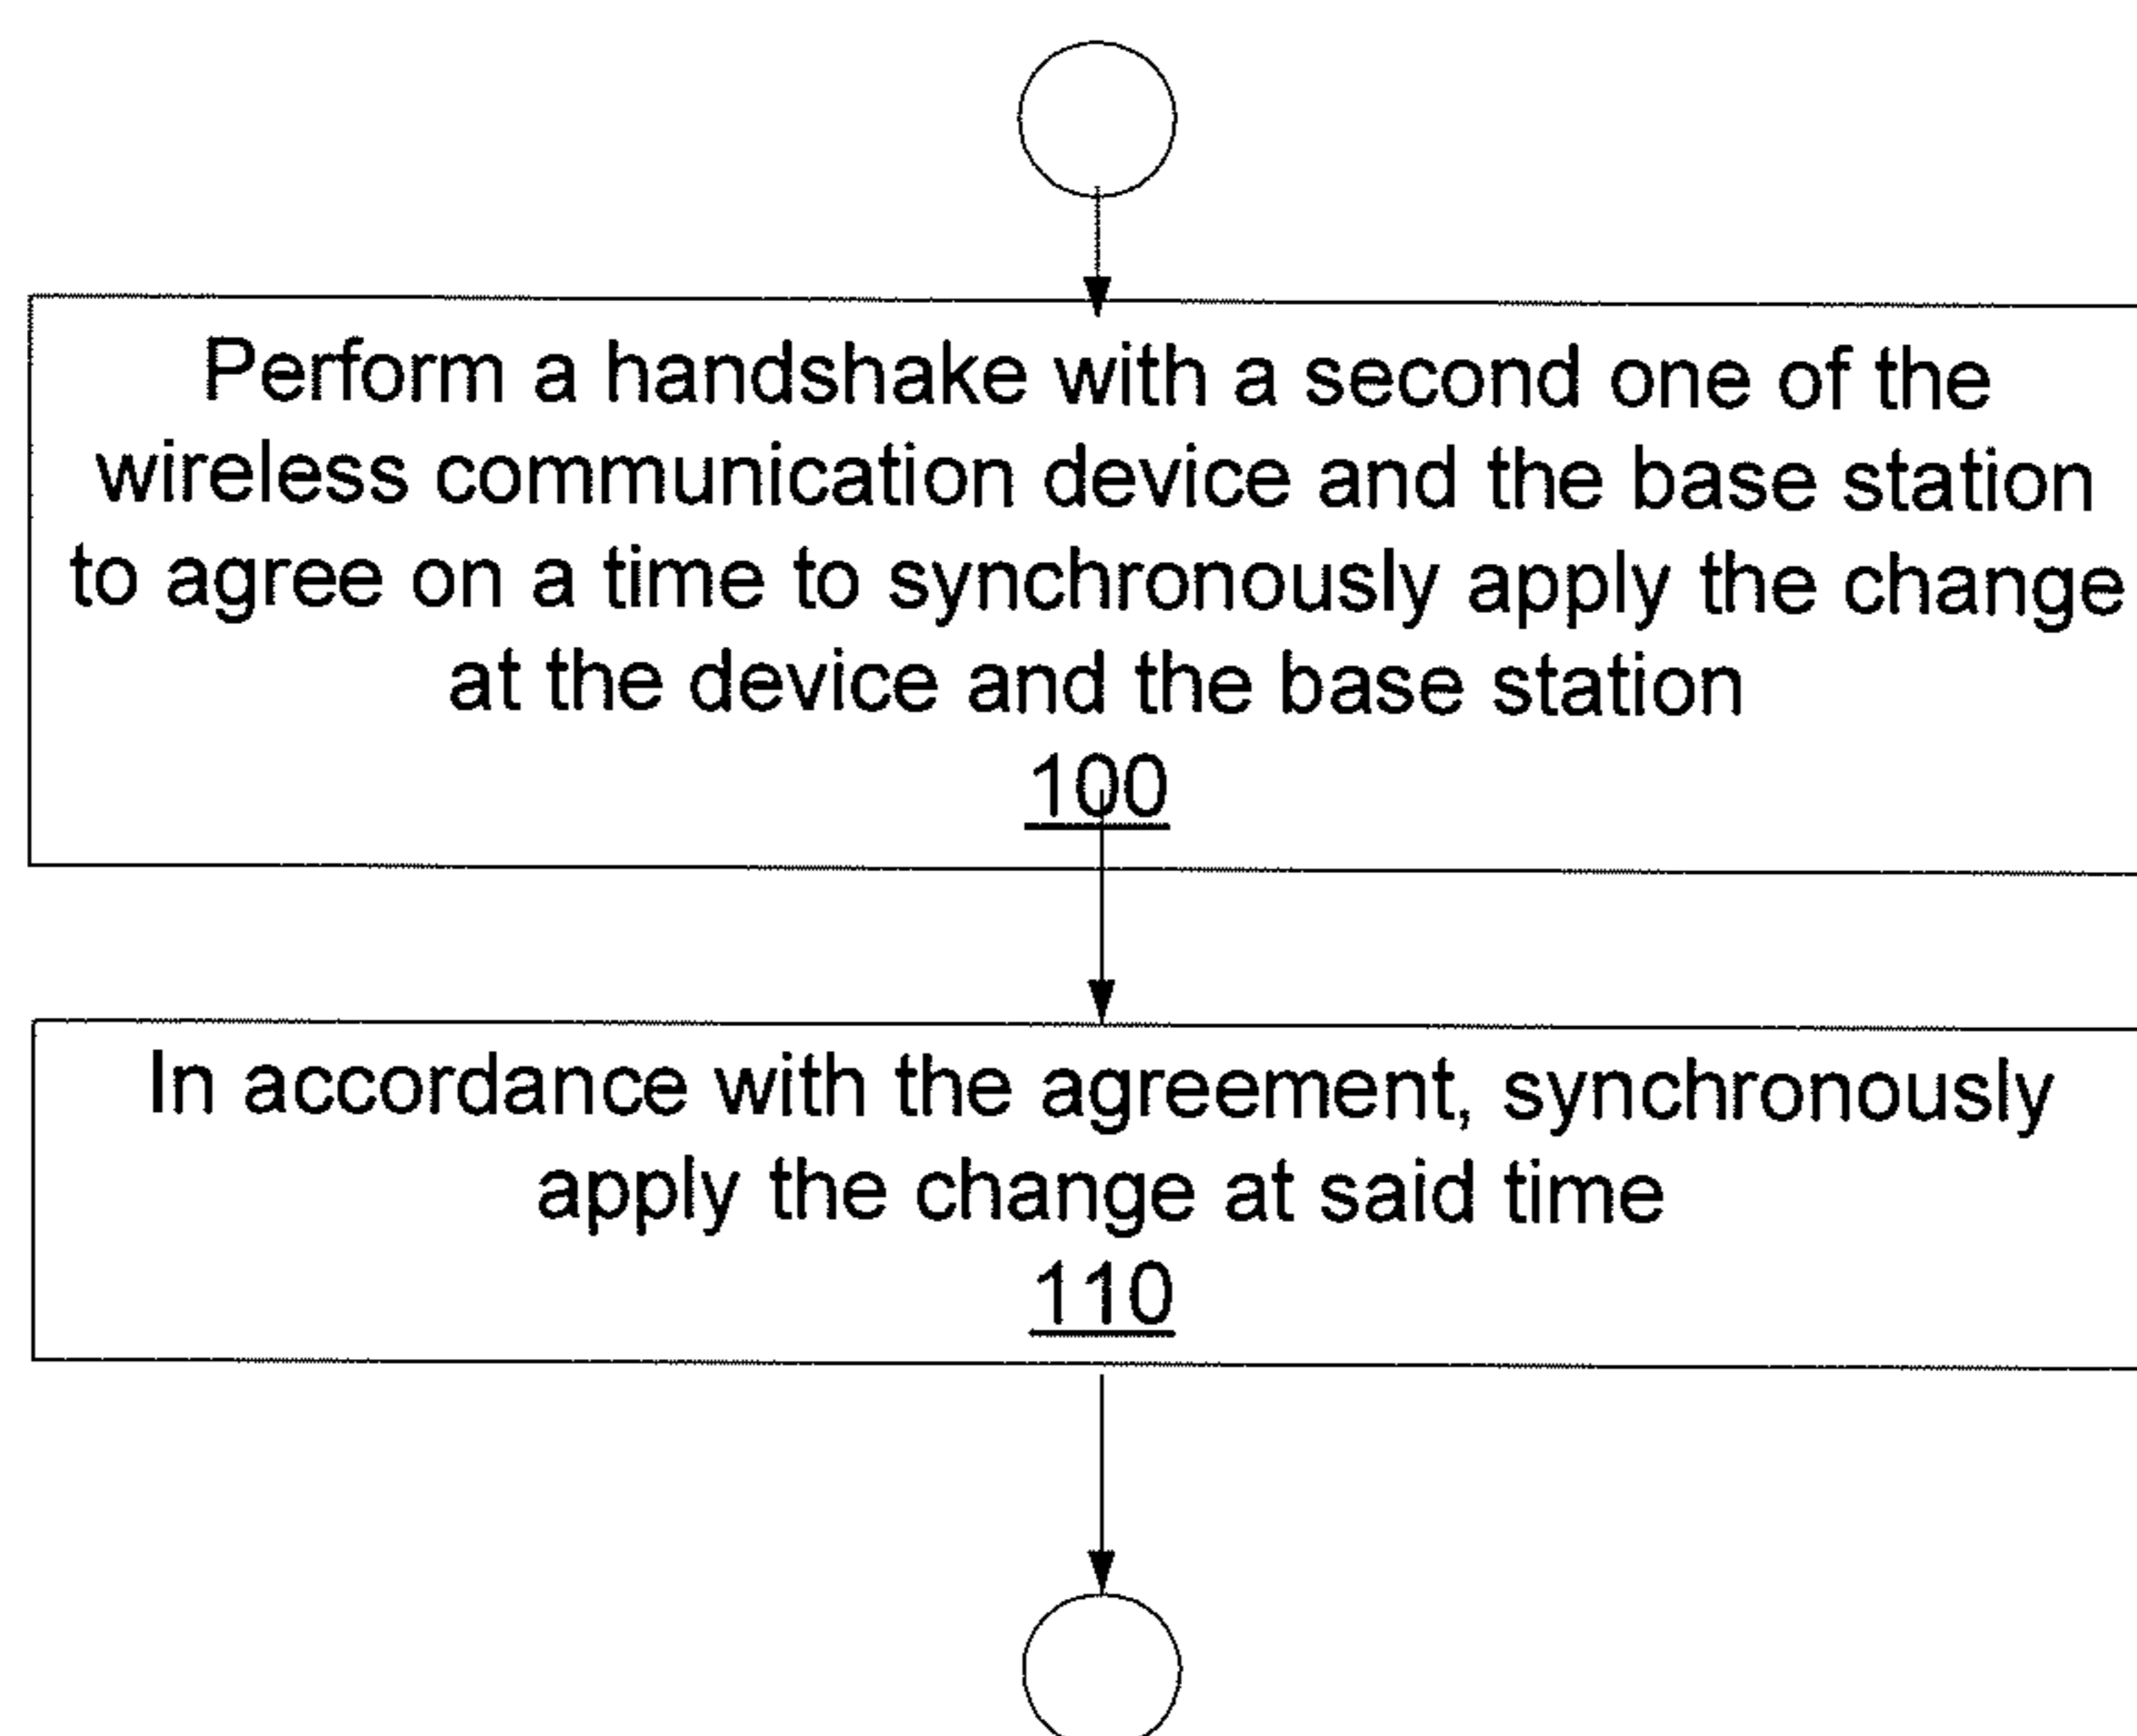 Perform a handshake with a second one of the
wireless communication device and the base station
to agree on a time to synchronously apply the change
at the device and the base station
100
In accordance with the agreement, synchronously
apply the change at said time
110